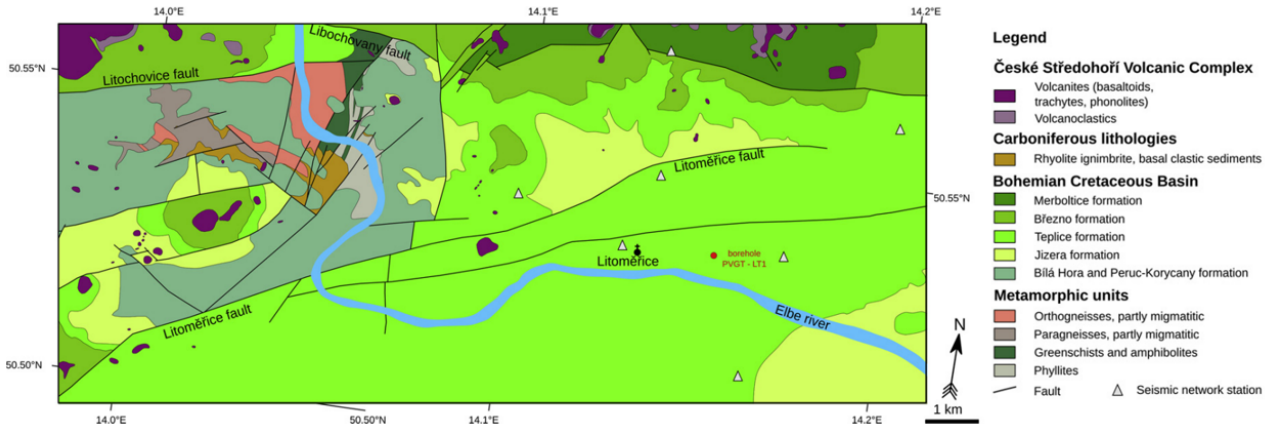 14.0°E
14.1°E
14.2°E
50.55°N
Libochovany fault
Litochovice fault
Litoměřice fault
50.55°N
Litoměřice
borehole
PVGT - LT1
Litoměřice fault
Elbe river
50.50°N
14.0°E
50.50°N
14.1°E
14.2°E
N
1 km
Legend
České Středohoří Volcanic Complex
Volcanites (basaltoids,
trachytes, phonolites)
Volcanoclastics
Carboniferous lithologies
Rhyolite ignimbrite, basal clastic sediments
Bohemian Cretaceous Basin
Merboltice formation
Březno formation
Teplice formation
Jizera formation
Bílá Hora and Peruc-Korycany formation
Metamorphic units
Orthogneisses, partly migmatitic
Paragneisses, partly migmatitic
Greenschists and amphibolites
Phyllites
Fault
Seismic network station